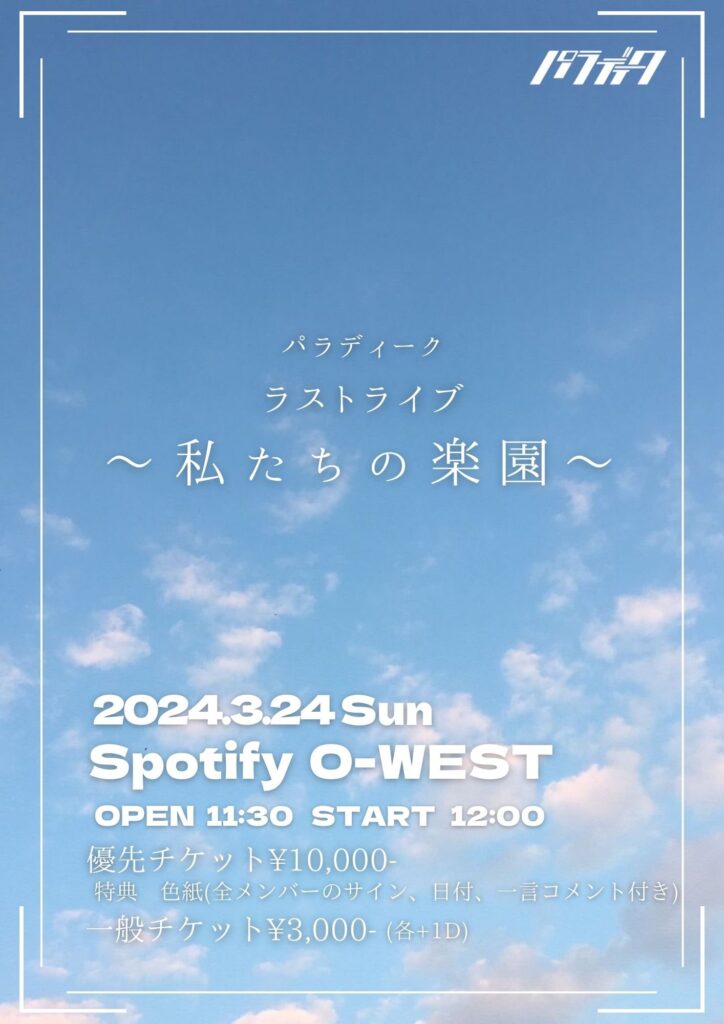 パラディーク
パラディーク
ラストライブ
～私たちの楽園～
2024.3.24 Sun
Spotify O-WEST
OPEN 11:30 START 12:00
優先チケット¥10,000-
特典　色紙(全メンバーのサイン、日付、一言コメント付き)
一般チケット¥3,000- (各+1D)